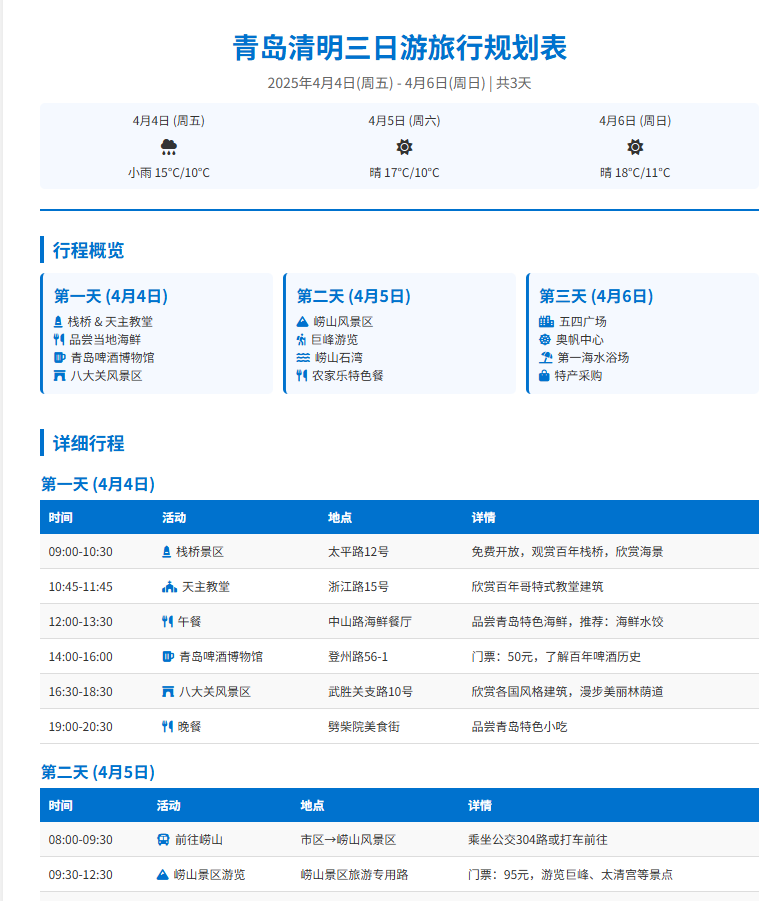 青岛清明三日游旅行规划表
2025年4月4日(周五) - 4月6日(周日) | 共3天
4月4日 (周五) 4月5日 (周六) 4月6日 (周日)
小雨 15°C/10°C 晴 17°C/10°C 晴 18°C/11°C
行程概览
第一天 (4月4日)
栈桥 & 天主教堂
品尝当地海鲜
青岛啤酒博物馆
八大关风景区
第二天 (4月5日)
崂山风景区
巨峰游览
崂山石湾
农家乐特色餐
第三天 (4月6日)
五四广场
奥帆中心
第一海水浴场
特产采购
详细行程
第一天 (4月4日)
时间 活动 地点 详情
09:00-10:30 栈桥景区 太平路12号 免费开放，观赏百年栈桥，欣赏海景
10:45-11:45 天主教堂 浙江路15号 欣赏百年哥特式教堂建筑
12:00-13:30 午餐 中山路海鲜餐厅 品尝青岛特色海鲜，推荐：海鲜水饺
14:00-16:00 青岛啤酒博物馆 登州路56-1 门票：50元，了解百年啤酒历史
16:30-18:30 八大关风景区 武胜关支路10号 欣赏各国风格建筑，漫步美丽林荫道
19:00-20:30 晚餐 劈柴院美食街 品尝青岛特色小吃
第二天 (4月5日)
时间 活动 地点 详情
08:00-09:30 前往崂山 市区→崂山风景区 乘坐公交304路或打车前往
09:30-12:30 崂山景区游览 崂山景区旅游专用路 门票：95元，游览巨峰、太清宫等景点